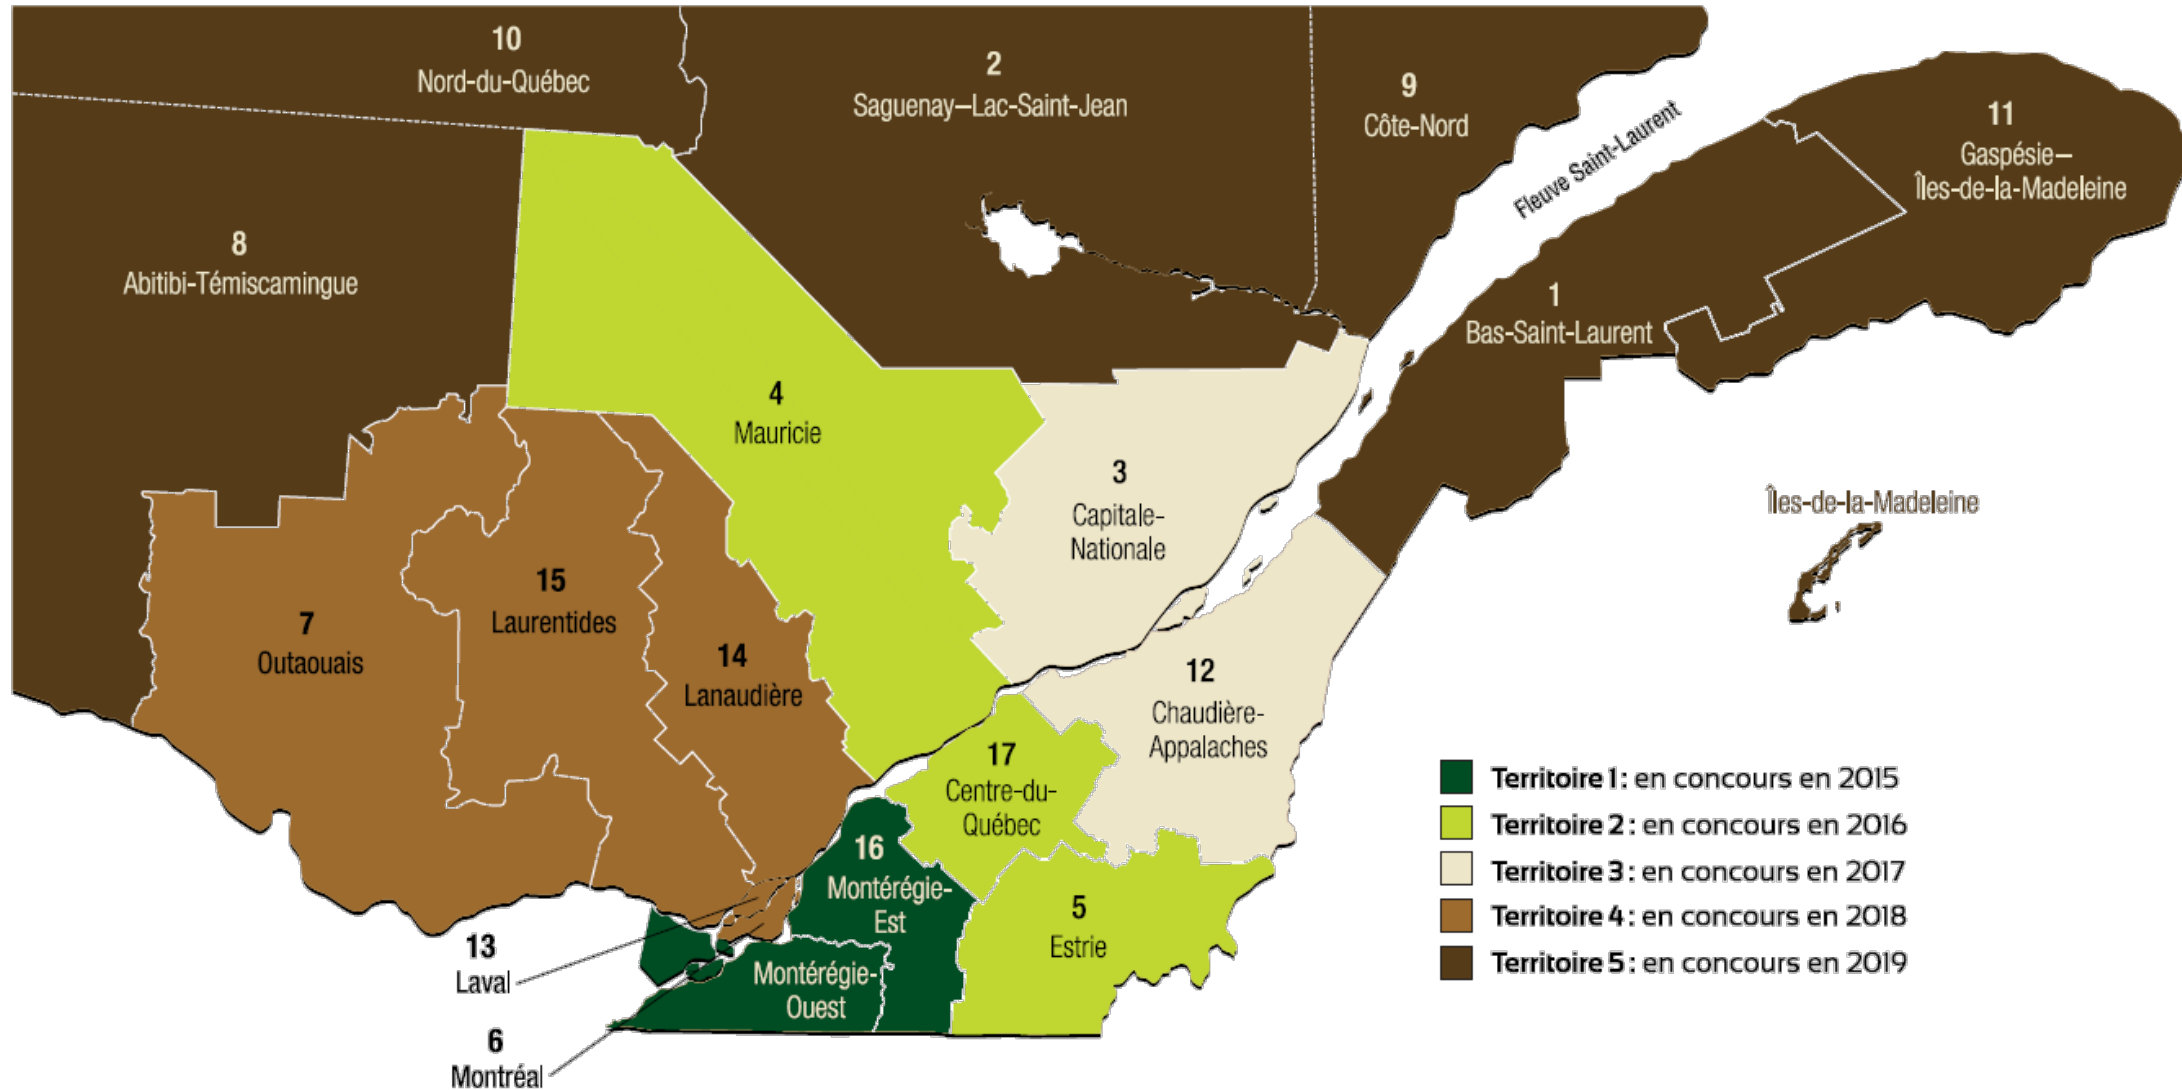 10
Nord-du-Québec
2
Saguenay–Lac-Saint-Jean
9
Côte-Nord
Fleuve Saint-Laurent
11
Gaspésie–
Îles-de-la-Madeleine
8
Abitibi-Témiscamingue
1
Bas-Saint-Laurent
4
Mauricie
3
Capitale-
Nationale
Îles-de-la-Madeleine
15
Laurentides
7
Outaouais
14
Lanaudière
12
Chaudière-
Appalaches
17
Centre-du-
Québec
16
Montérégie-
Est
5
Estrie
13
Laval
Montérégie-
Ouest
6
Montréal
Territoire 1 : en concours en 2015
Territoire 2 : en concours en 2016
Territoire 3 : en concours en 2017
Territoire 4 : en concours en 2018
Territoire 5 : en concours en 2019